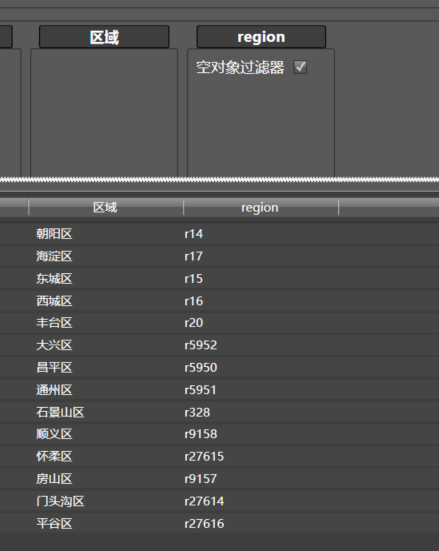 区域 region
空对象过滤器
区域 region
朝阳区 r14
海淀区 r17
东城区 r15
西城区 r16
丰台区 r20
大兴区 r5952
昌平区 r5950
通州区 r5951
石景山区 r328
顺义区 r9158
怀柔区 r27615
房山区 r9157
门头沟区 r27614
平谷区 r27616